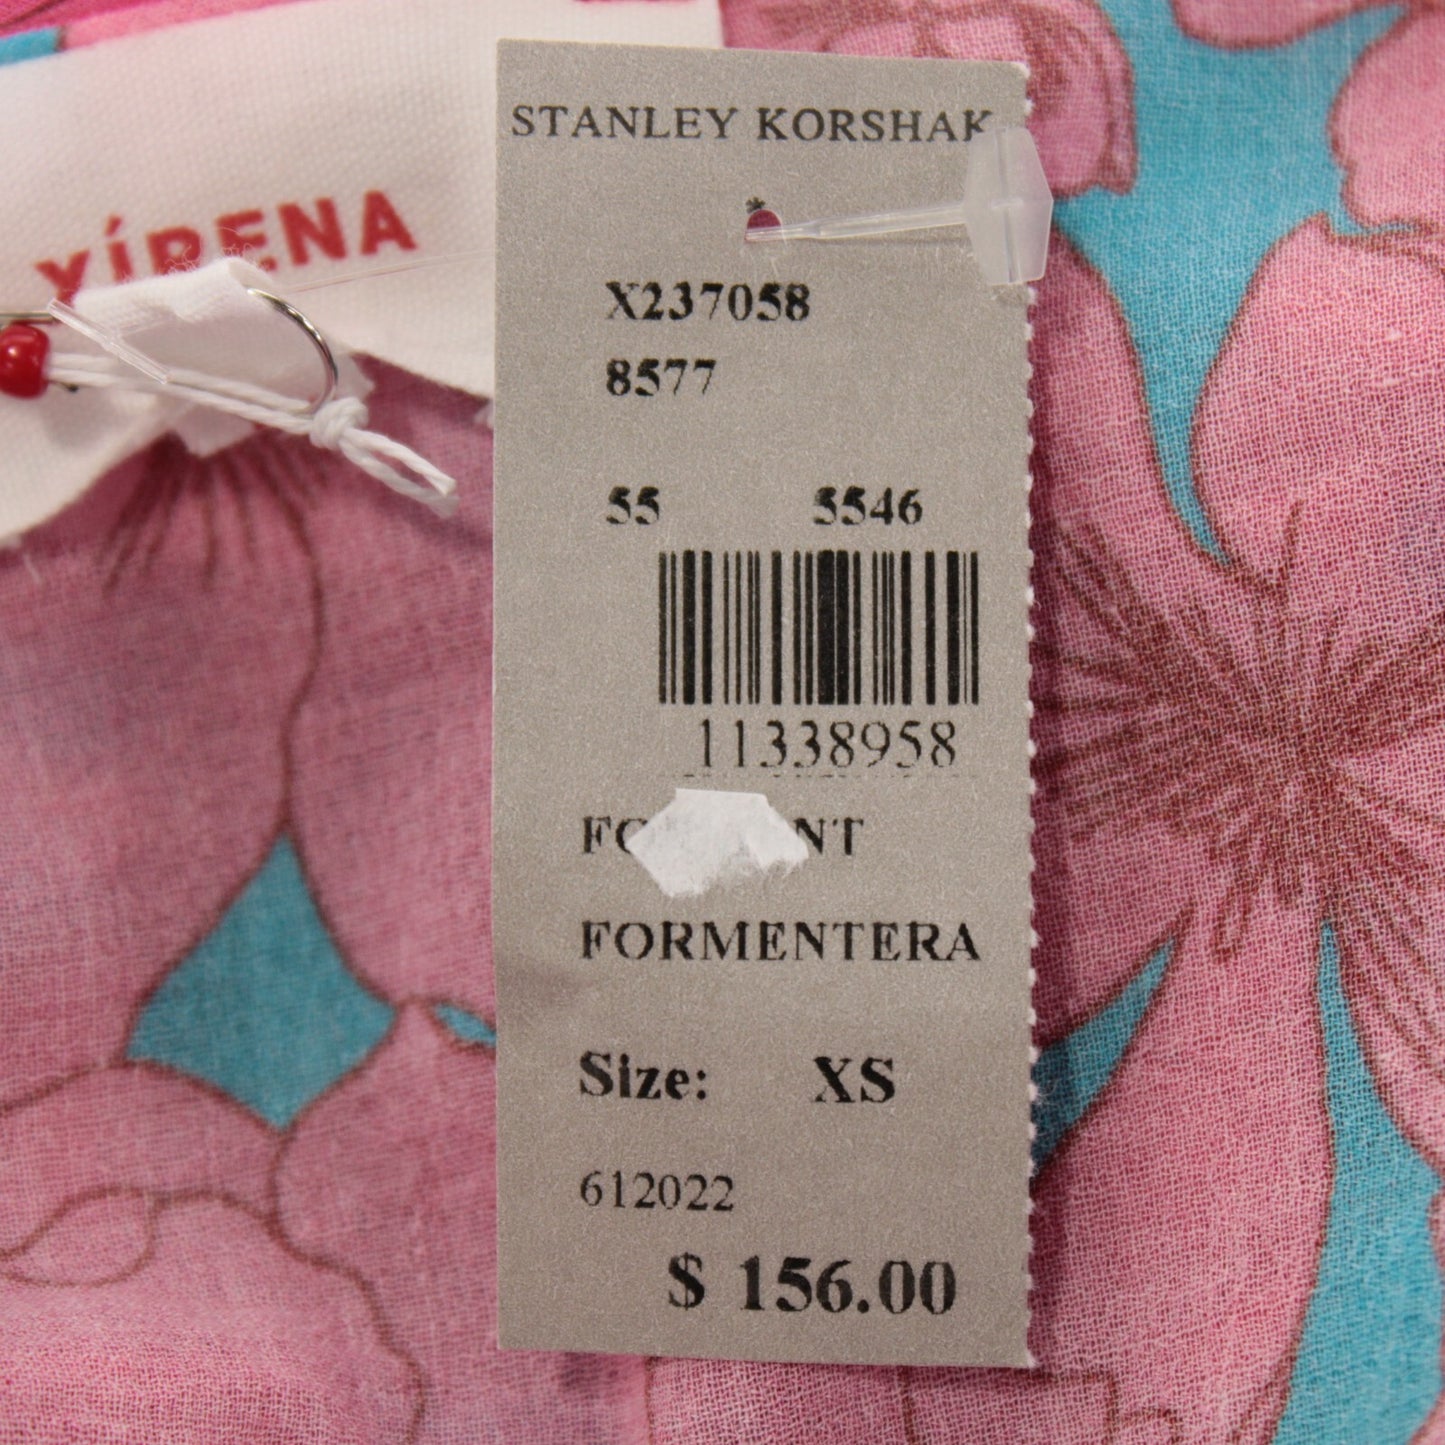 XÍRENA
STANLEY KORSHAK
*
X237058
8577
55 5546
11338958
FORMENTERA
Size: XS
612022
$ 156.00